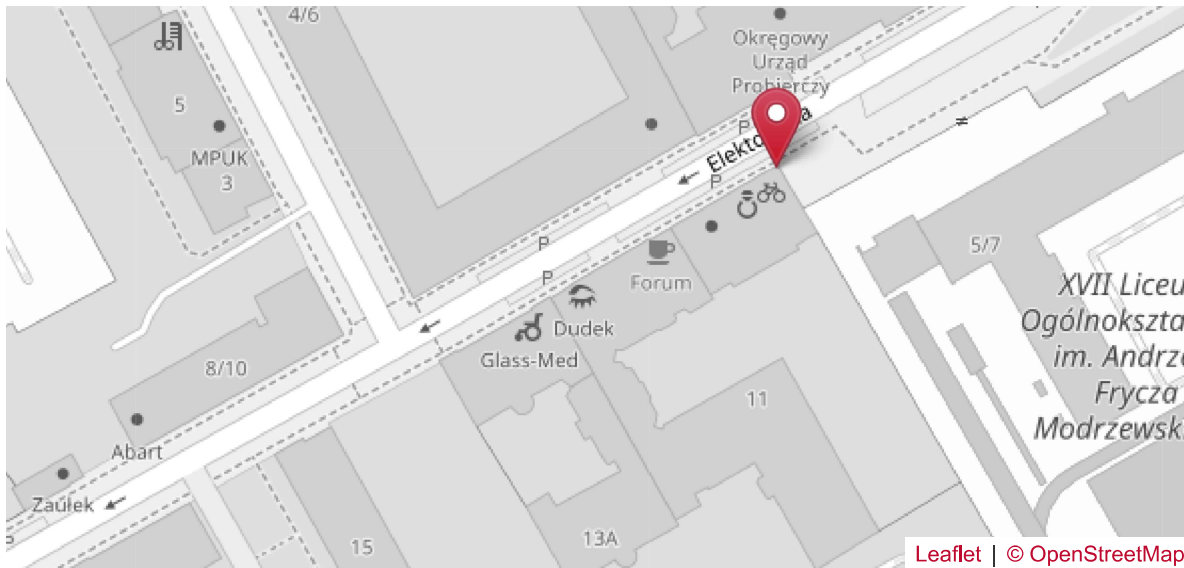 4/6
Okręgowy
Urząd
Probierczy
5
P
MPUK
3
P
5/7
P
XVII Liceu
Ogólnokszta
im. Andrze
Frycza
Modrzewsk
P
Forum
Dudek
Glass-Med
8/10
11
Abart
Zaułek
P
15
13A
Leaflet | © OpenStreetMap